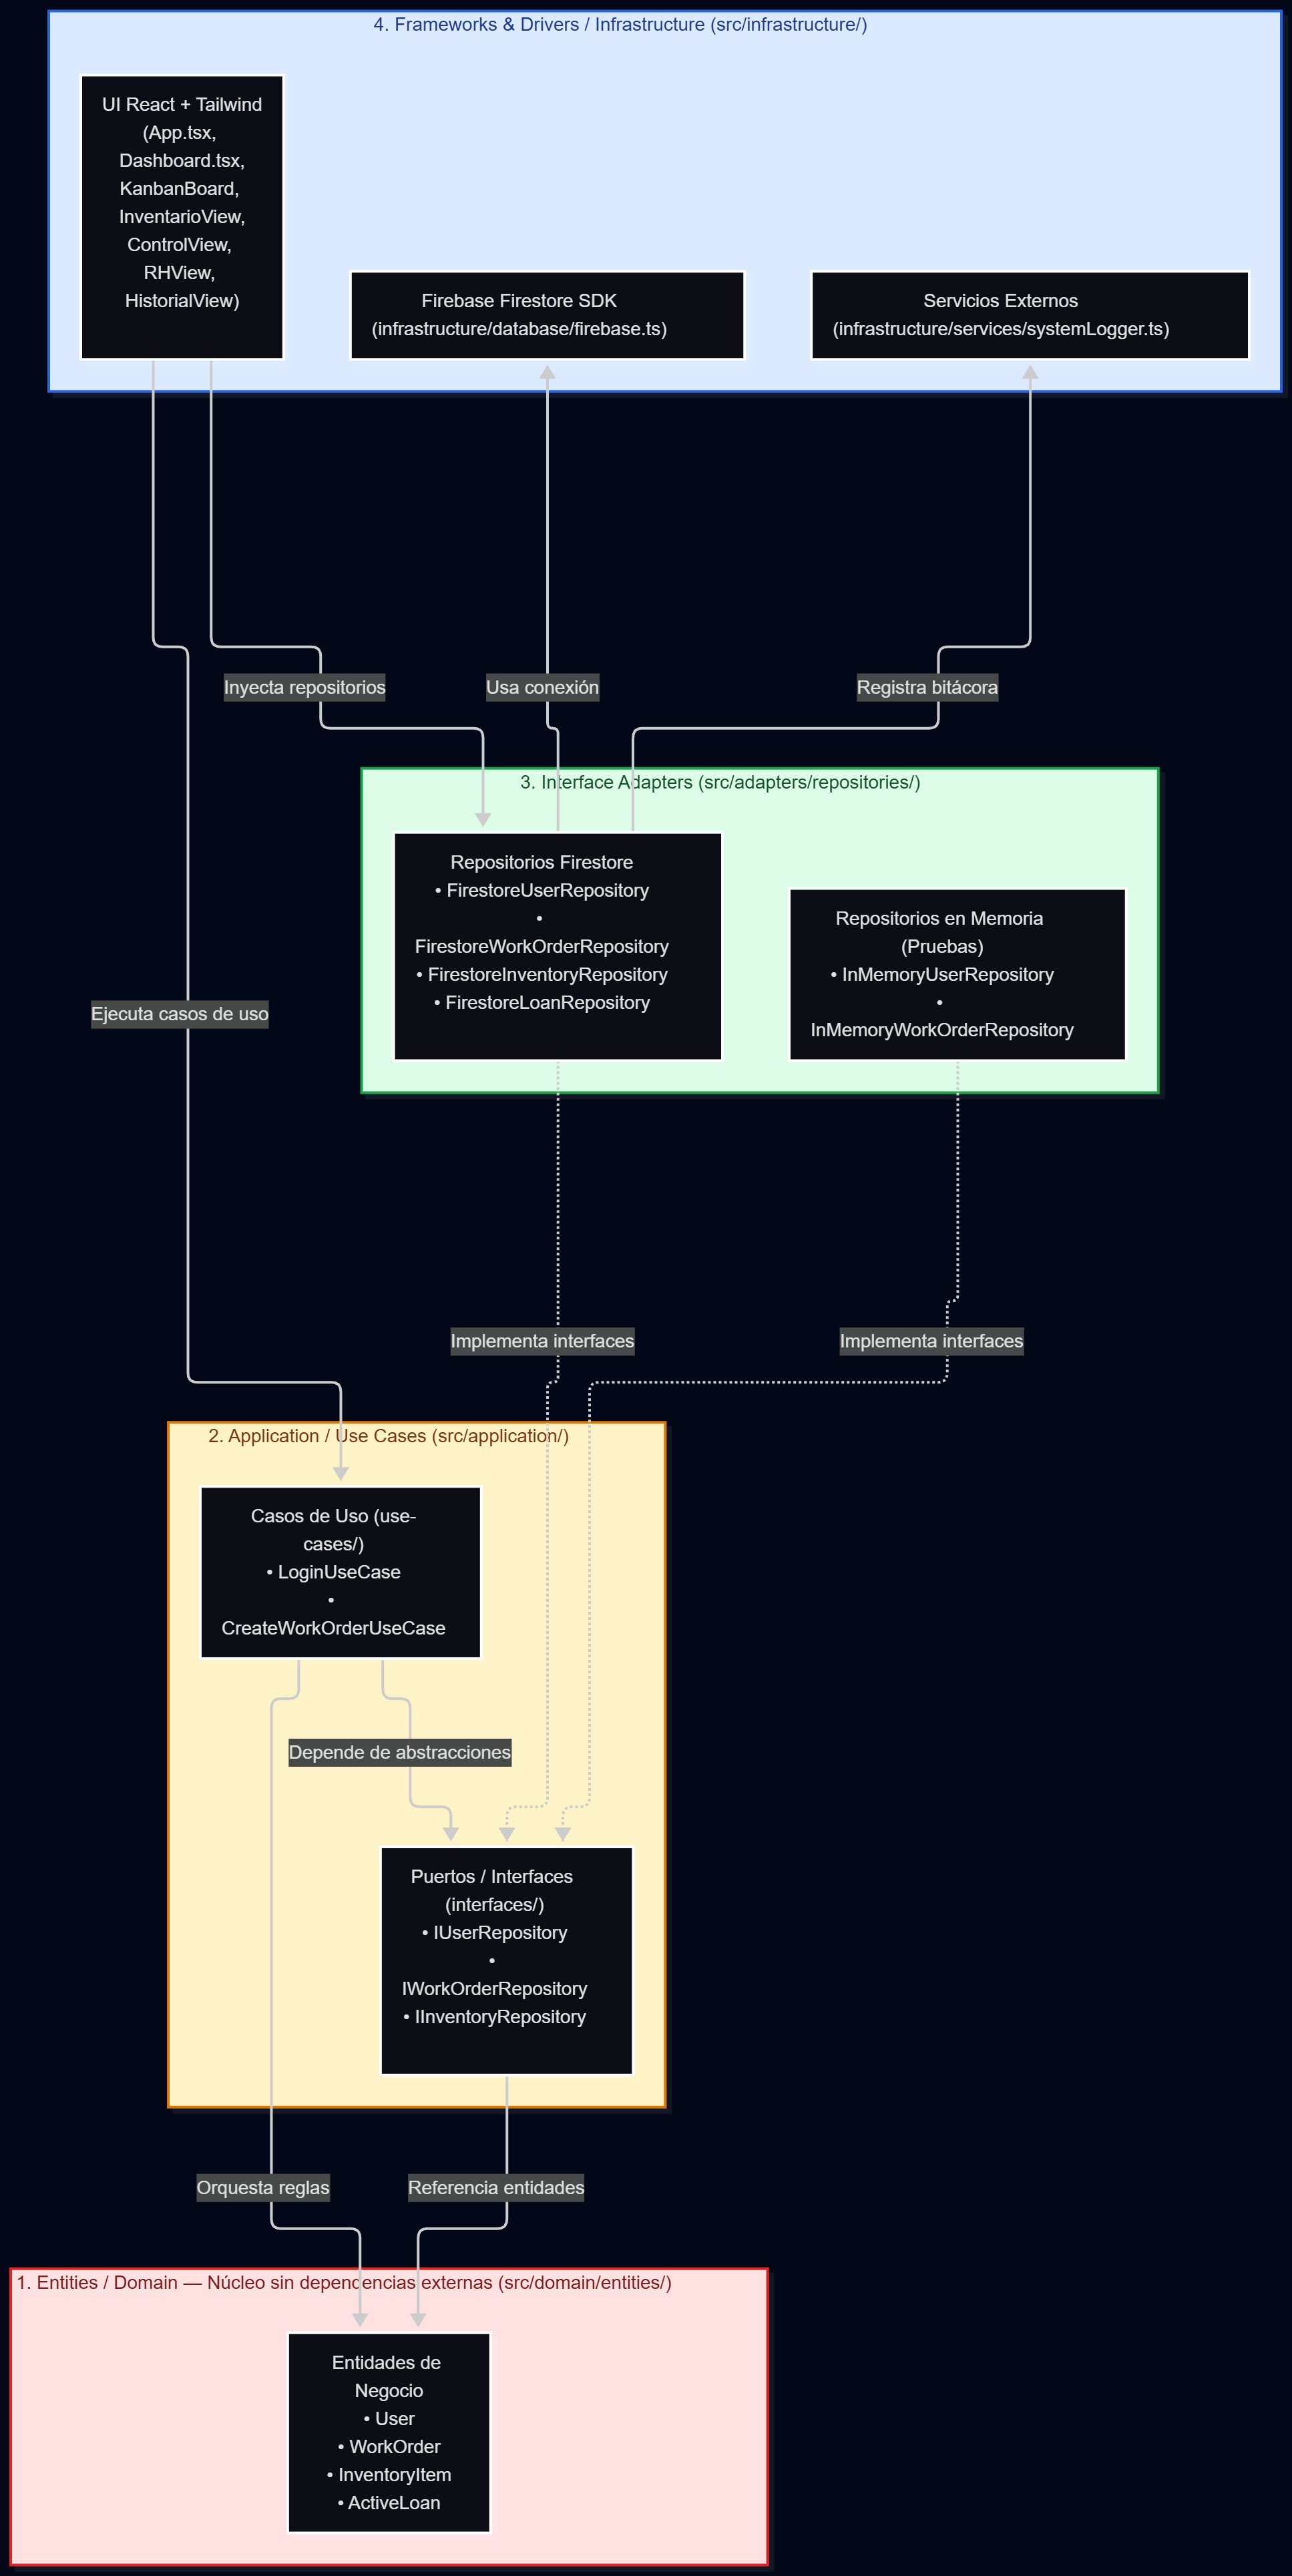 4. Frameworks & Drivers / Infrastructure (src/infrastructure/)
UI React + Tailwind
(App.tsx,
Dashboard.tsx,
KanbanBoard,
InventarioView,
ControlView,
RHView,
HistorialView)
Firebase Firestore SDK
(infrastructure/database/firebase.ts)
Servicios Externos
(infrastructure/services/systemLogger.ts)
Inyecta repositorios
Usa conexión
Registra bitácora
3. Interface Adapters (src/adapters/repositories/)
Repositorios Firestore
• FirestoreUserRepository
•
FirestoreWorkOrderRepository
• FirestoreInventoryRepository
• FirestoreLoanRepository
Repositorios en Memoria
(Pruebas)
• InMemoryUserRepository
•
InMemoryWorkOrderRepository
Ejecuta casos de uso
Implementa interfaces
Implementa interfaces
2. Application / Use Cases (src/application/)
Casos de Uso (use-
cases/)
• LoginUseCase
•
CreateWorkOrderUseCase
Depende de abstracciones
Puertos / Interfaces
(interfaces/)
• IUserRepository
•
IWorkOrderRepository
• IInventoryRepository
Orquesta reglas
Referencia entidades
1. Entities / Domain — Núcleo sin dependencias externas (src/domain/entities/)
Entidades de
Negocio
• User
• WorkOrder
• InventoryItem
• ActiveLoan